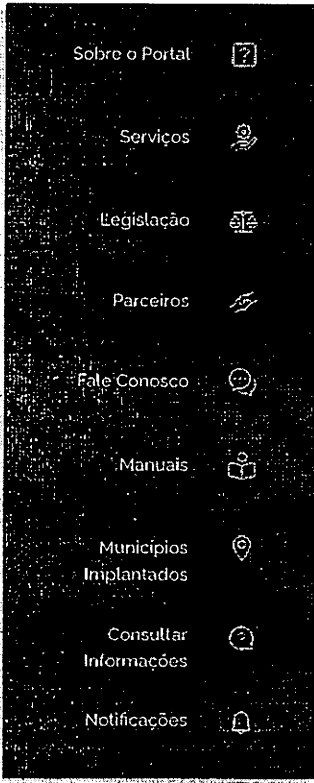 Sobre o Portal
Serviços
Legislação
Parceiros
Fale Conosco
Manuais
Municípios
Implantados
Consultar
Informações
Notificações